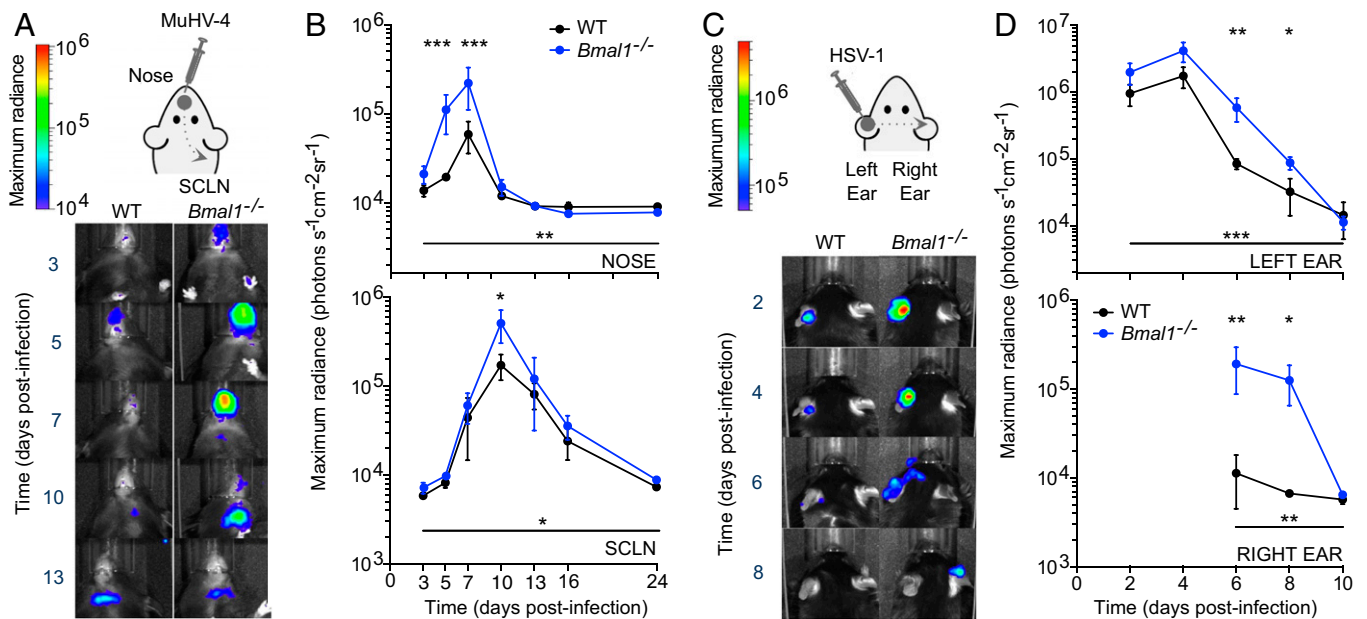 A
MuHV-4
Maximum radiance
10^6
10^5
10^4
Nose
SCLN
WT
Bmal1^-/-
Time (days post-infection)
3
5
7
10
13
B
Maximum radiance (photons s^-1cm^-2sr^-1)
10^6
10^5
10^4
10^3
WT
Bmal1^-/-
***
***
**
NOSE
10^6
10^5
10^4
10^3
*
*
SCLN
0
3
5
7
10
13
16
24
Time (days post-infection)
C
HSV-1
Maxiumum radiance
10^6
10^5
Left Right
Ear Ear
WT
Bmal1^-/-
Time (days post-infection)
2
4
6
8
D
Maximum radiance (photons s^-1cm^-2sr^-1)
10^7
10^6
10^5
10^4
**
*
***
LEFT EAR
10^6
10^5
10^4
10^3
WT
Bmal1^-/-
**
*
**
RIGHT EAR
0
2
4
6
8
10
Time (days post-infection)